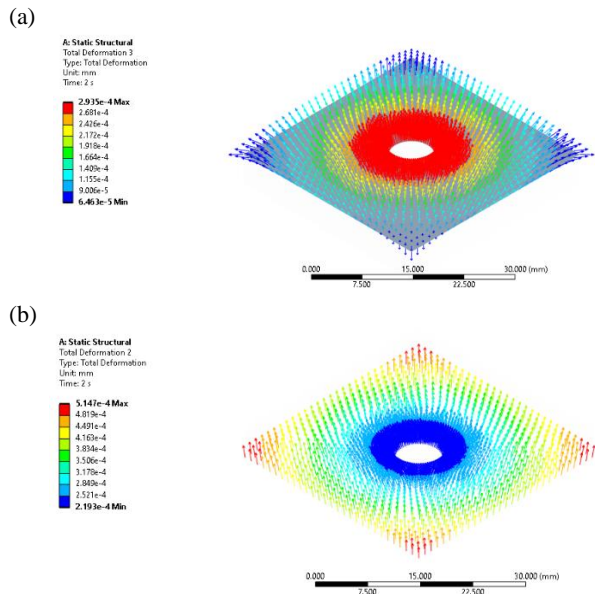 (a)
A: Static Structural
Total Deformation 3
Type: Total Deformation
Unit: mm
Time: 2 s
2.935e-4 Max
2.681e-4
2.426e-4
2.172e-4
1.918e-4
1.664e-4
1.409e-4
1.155e-4
9.006e-5
6.463e-5 Min
0.000 15.000 30.000 (mm)
7.500 22.500
(b)
A: Static Structural
Total Deformation 2
Type: Total Deformation
Unit: mm
Time: 2 s
5.147e-4 Max
4.819e-4
4.491e-4
4.163e-4
3.834e-4
3.506e-4
3.178e-4
2.849e-4
2.521e-4
2.193e-4 Min
0.000 15.000 30.000 (mm)
7.500 22.500